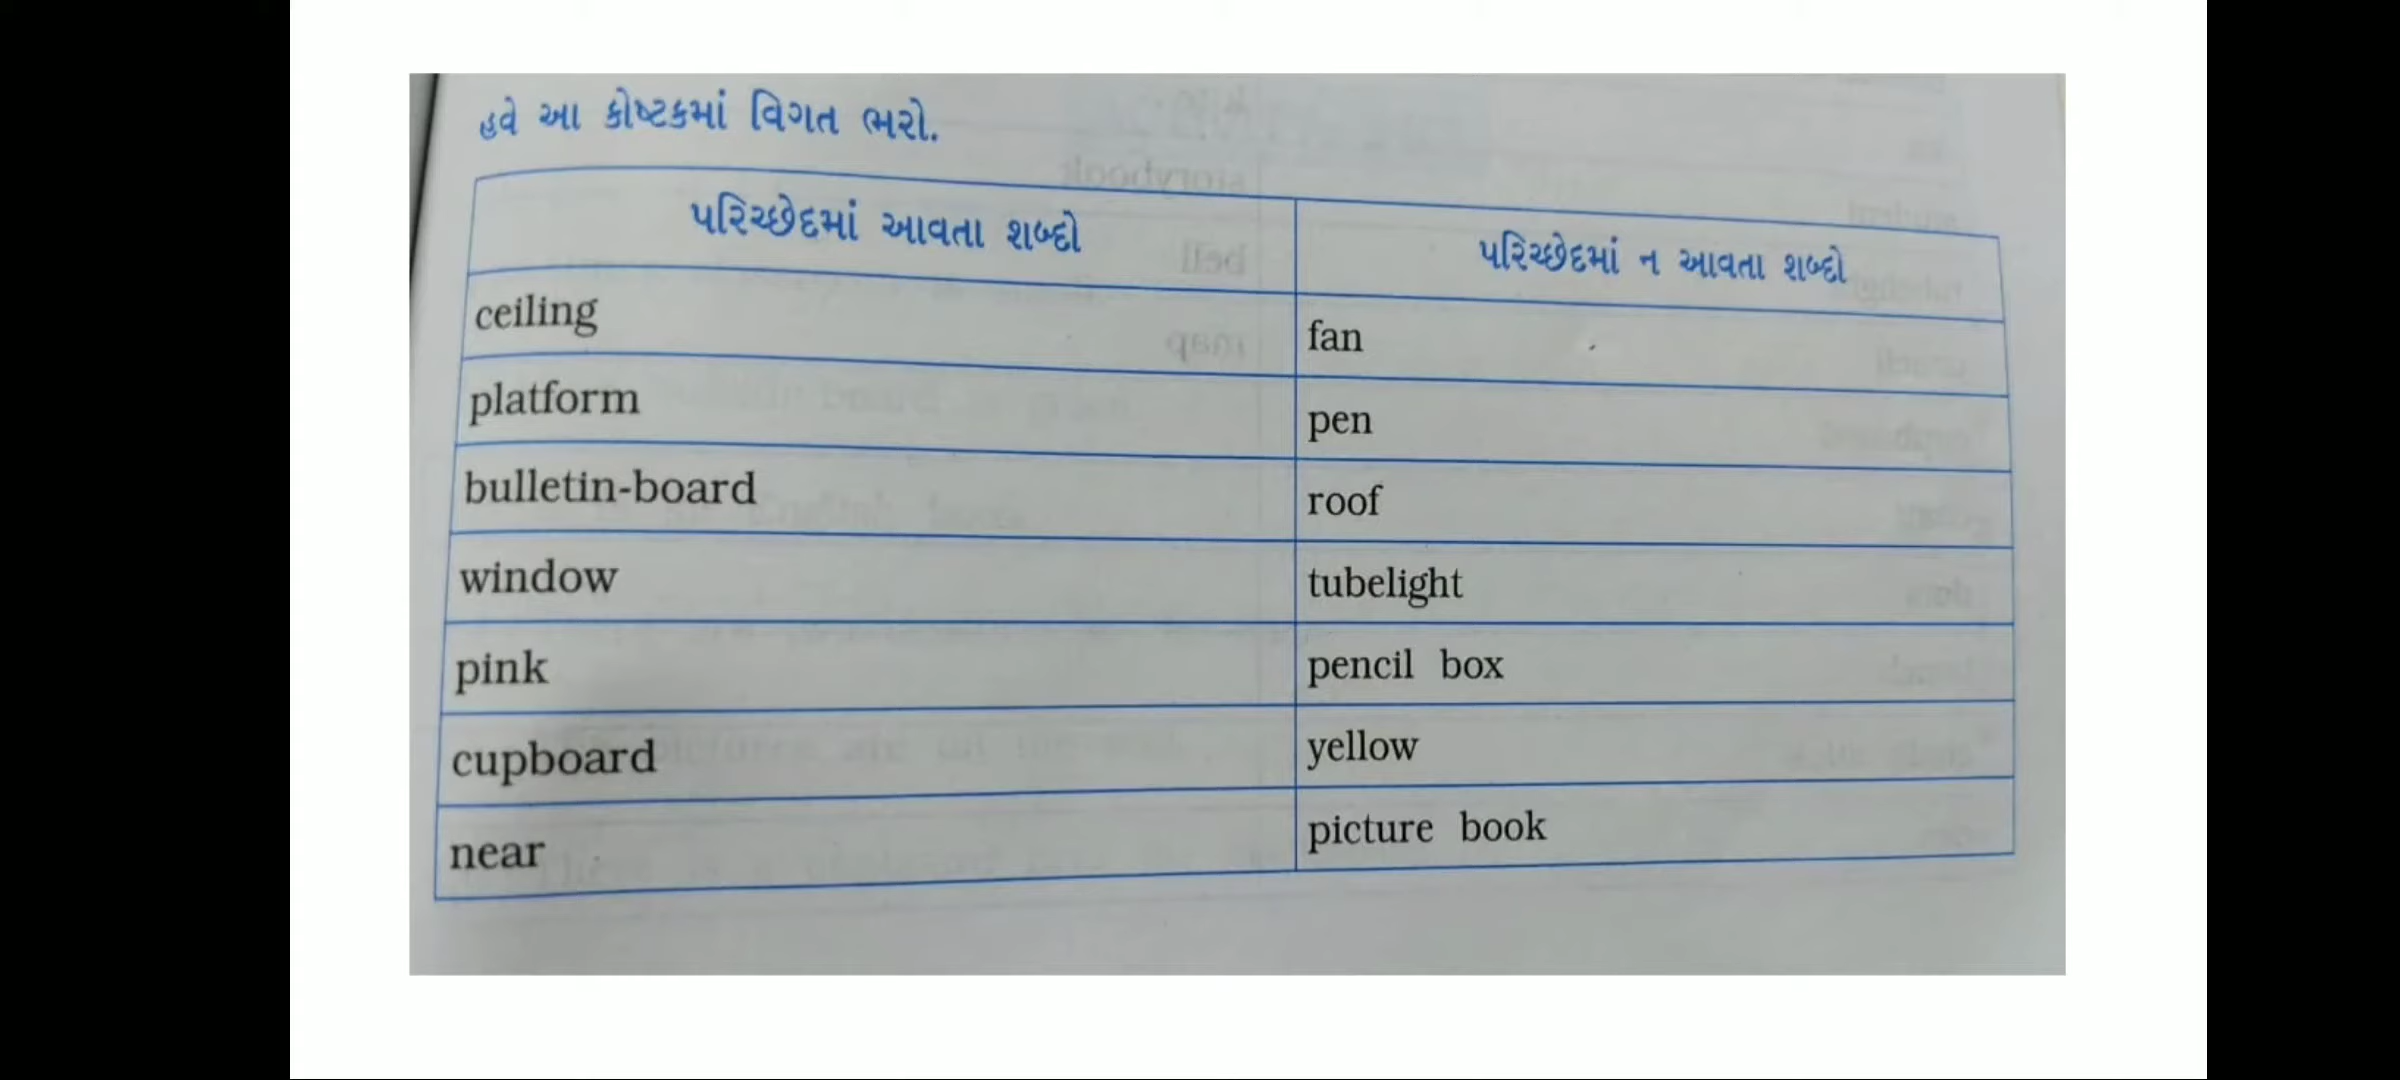 હવે આ કોષ્ટકમાં વિગત ભરો.
પરિચ્છેદમાં આવતા શબ્દો પરિચ્છેદમાં ન આવતા શબ્દો
ceiling fan
platform pen
bulletin-board roof
window tubelight
pink pencil box
cupboard yellow
near picture book